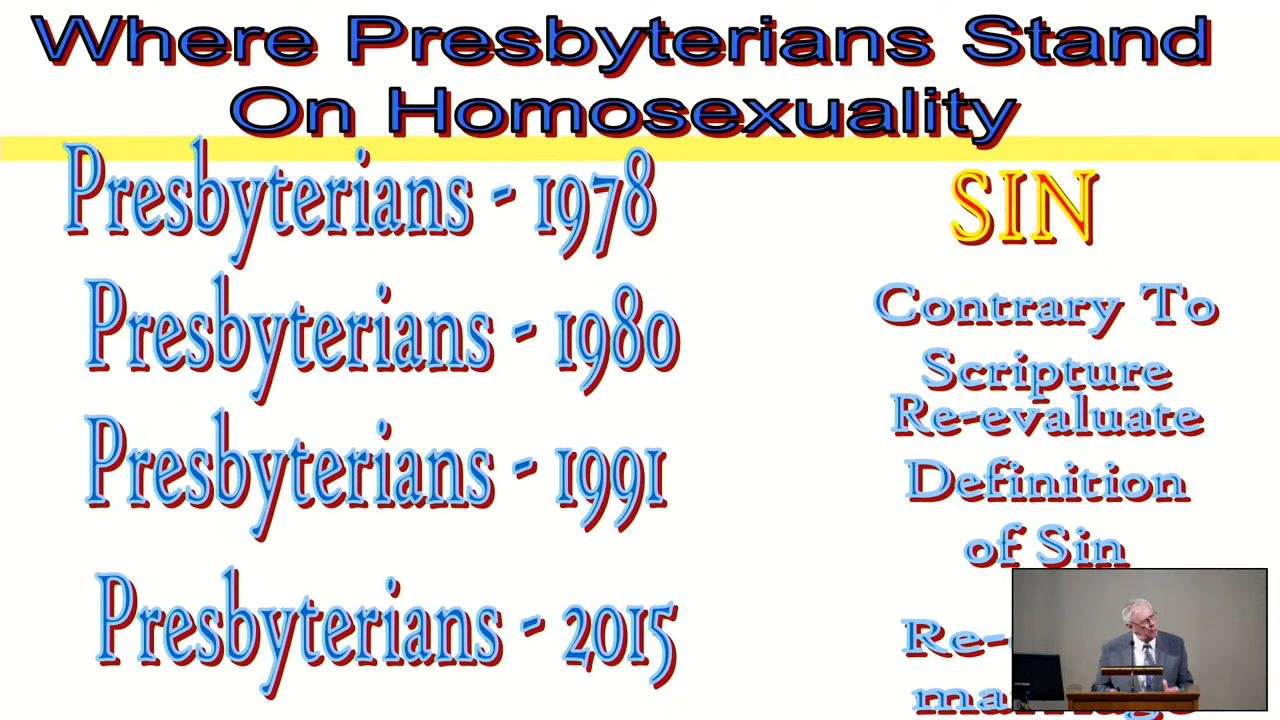 Where Presbyterians Stand
On Homosexuality
Presbyterians - 1978
SIN
Presbyterians - 1980
Contrary To
Scripture
Presbyterians - 1991
Re-evaluate
Definition
of Sin
Presbyterians - 2015